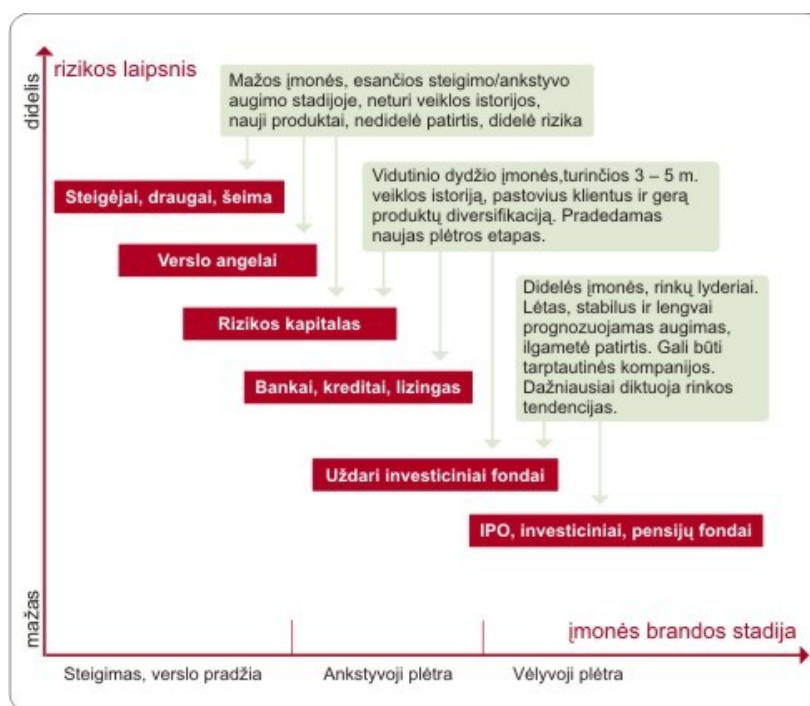 rizikos laipsnis
didelis
Mažos įmonės, esančios steigimo/ankstyvo
augimo stadijoje, neturi veiklos istorijos,
nauji produktai, nedidelė patirtis, didelė rizika
Steigėjai, draugai, šeima
Vidutinio dydžio įmonės,turinčios 3 – 5 m.
veiklos istoriją, pastovius klientus ir gerą
produktų diversifikaciją. Pradedamas
naujas plėtros etapas.
Verslo angelai
Didelės įmonės, rinkų lyderiai.
Lėtas, stabilus ir lengvai
prognozuojamas augimas,
ilgametė patirtis. Gali būti
tarptautinės kompanijos.
Dažniausiai diktuoja rinkos
tendencijas.
Rizikos kapitalas
Bankai, kreditai, lizingas
Uždari investiciniai fondai
IPO, investiciniai, pensijų fondai
mažas
įmonės brandos stadija
Steigimas, verslo pradžia
Ankstyvoji plėtra
Vėlyvoji plėtra